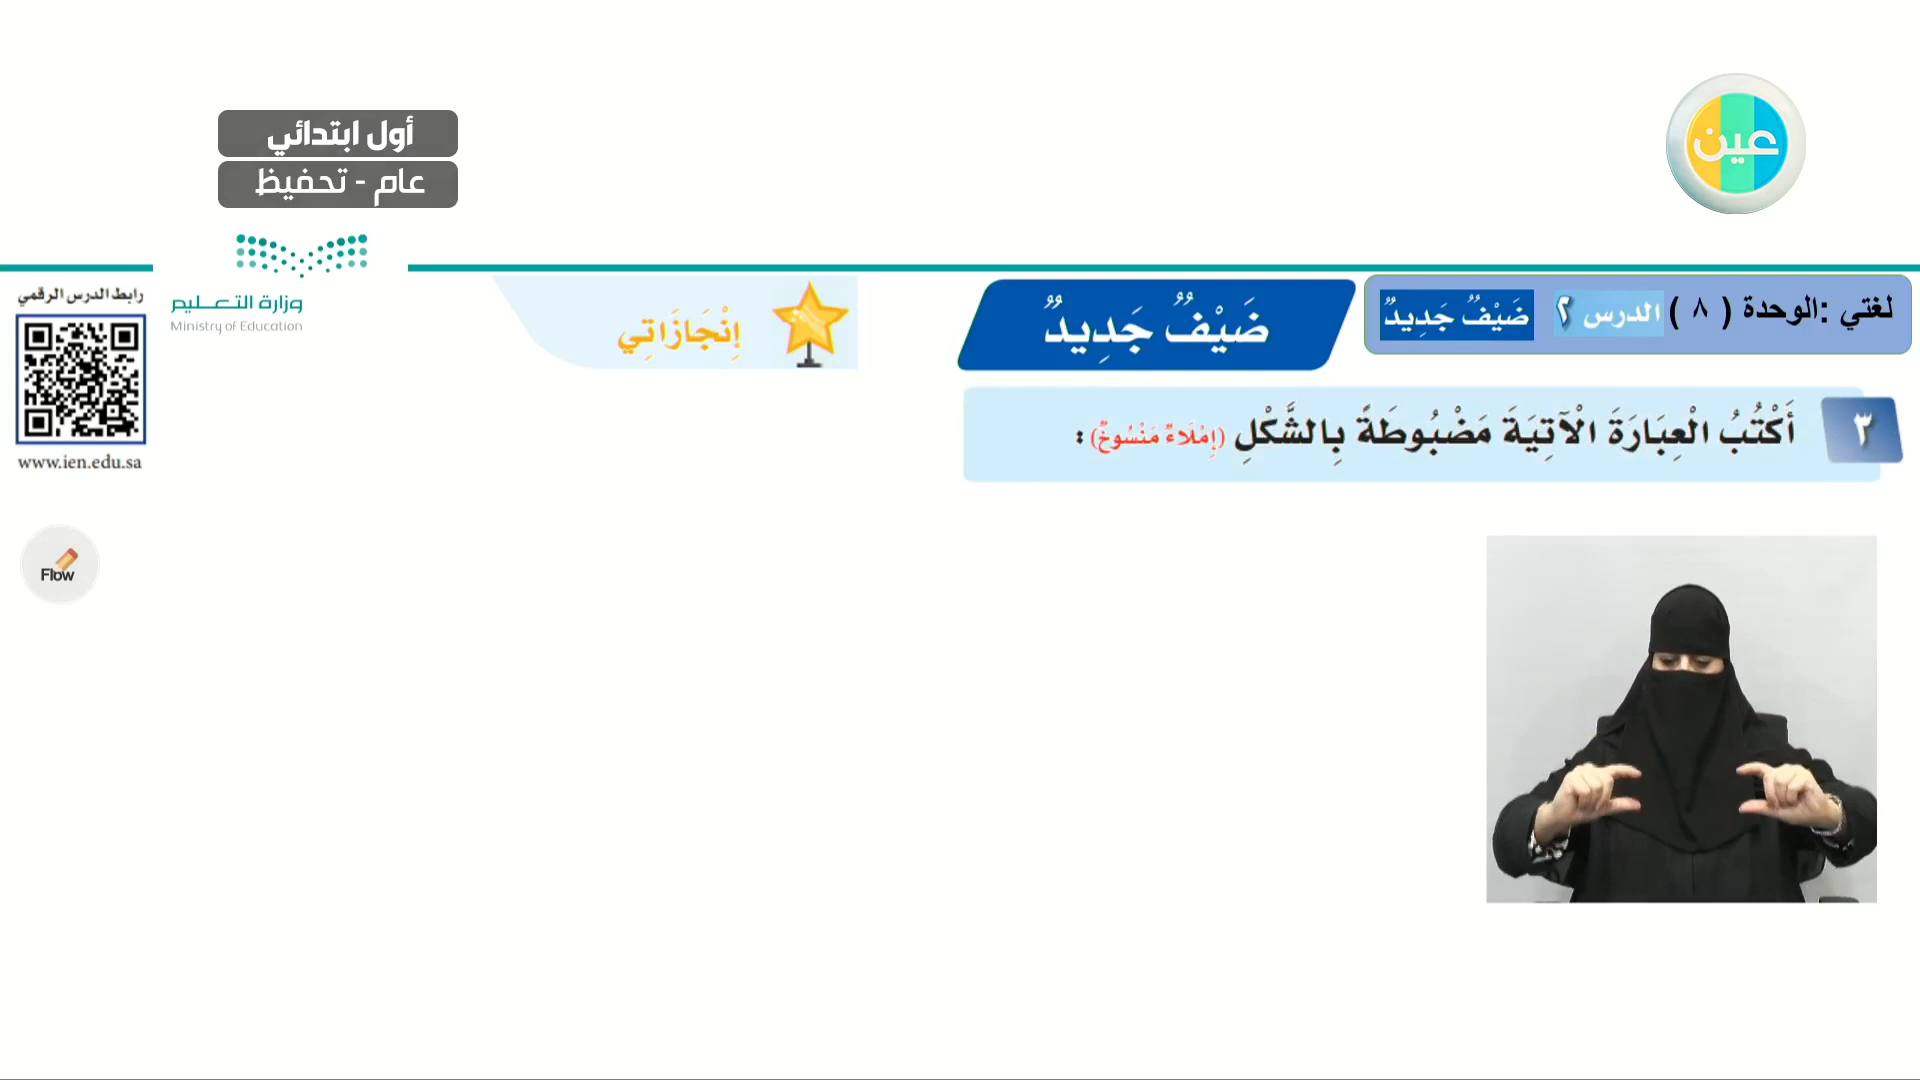 عين
أول ابتدائي
عام - تحفيظ
لغتي :الوحدة ( ٨ ) الدرس ٢ ضَيْفٌ جَدِيدٌ
ضَيْفٌ جَدِيدٌ
إِنْجَازَاتِي
وزارة التعليم
Ministry of Education
رابط الدرس الرقمي
www.ien.edu.sa
٣ أَكْتُبُ الْعِبَارَةَ الْآتِيَةَ مَضْبُوطَةً بِالشَّكْلِ (إِمْلَاءٌ مَنْسُوخٌ) :
Flow